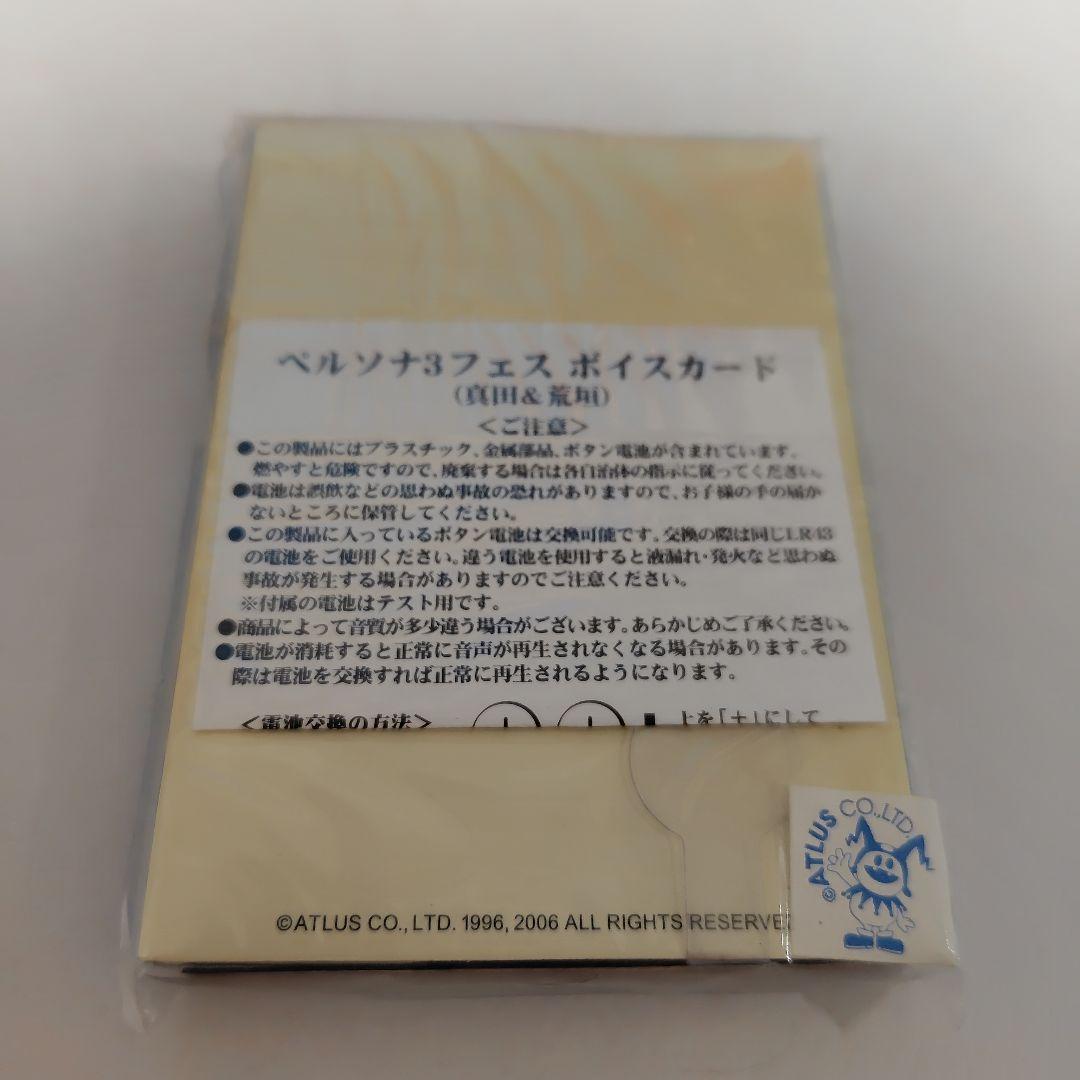 ペルソナ3フェス ボイスカード
(真田&荒垣)
<ご注意>
●この製品にはプラスチック、金属部品、ボタン電池が含まれています。
燃やすと危険ですので、廃棄する場合は各自治体の指示に従ってください。
●電池は誤飲などの思わぬ事故の恐れがありますので、お子様の手の届か
ないところに保管してください。
●この製品に入っているボタン電池は交換可能です。交換の際は同じLR43
の電池をご使用ください。違う電池を使用すると液漏れ・発火など思わぬ
事故が発生する場合がありますのでご注意ください。
※付属の電池はテスト用です。
●商品によって音質が多少違う場合がございます。あらかじめご了承ください。
●電池が消耗すると正常に音声が再生されなくなる場合があります。その
際は電池を交換すれば正常に再生されるようになります。
<電池交換の方法> 上を「+」にして
©ATLUS CO., LTD. 1996, 2006 ALL RIGHTS RESERVE
©ATLUS CO.,LTD.